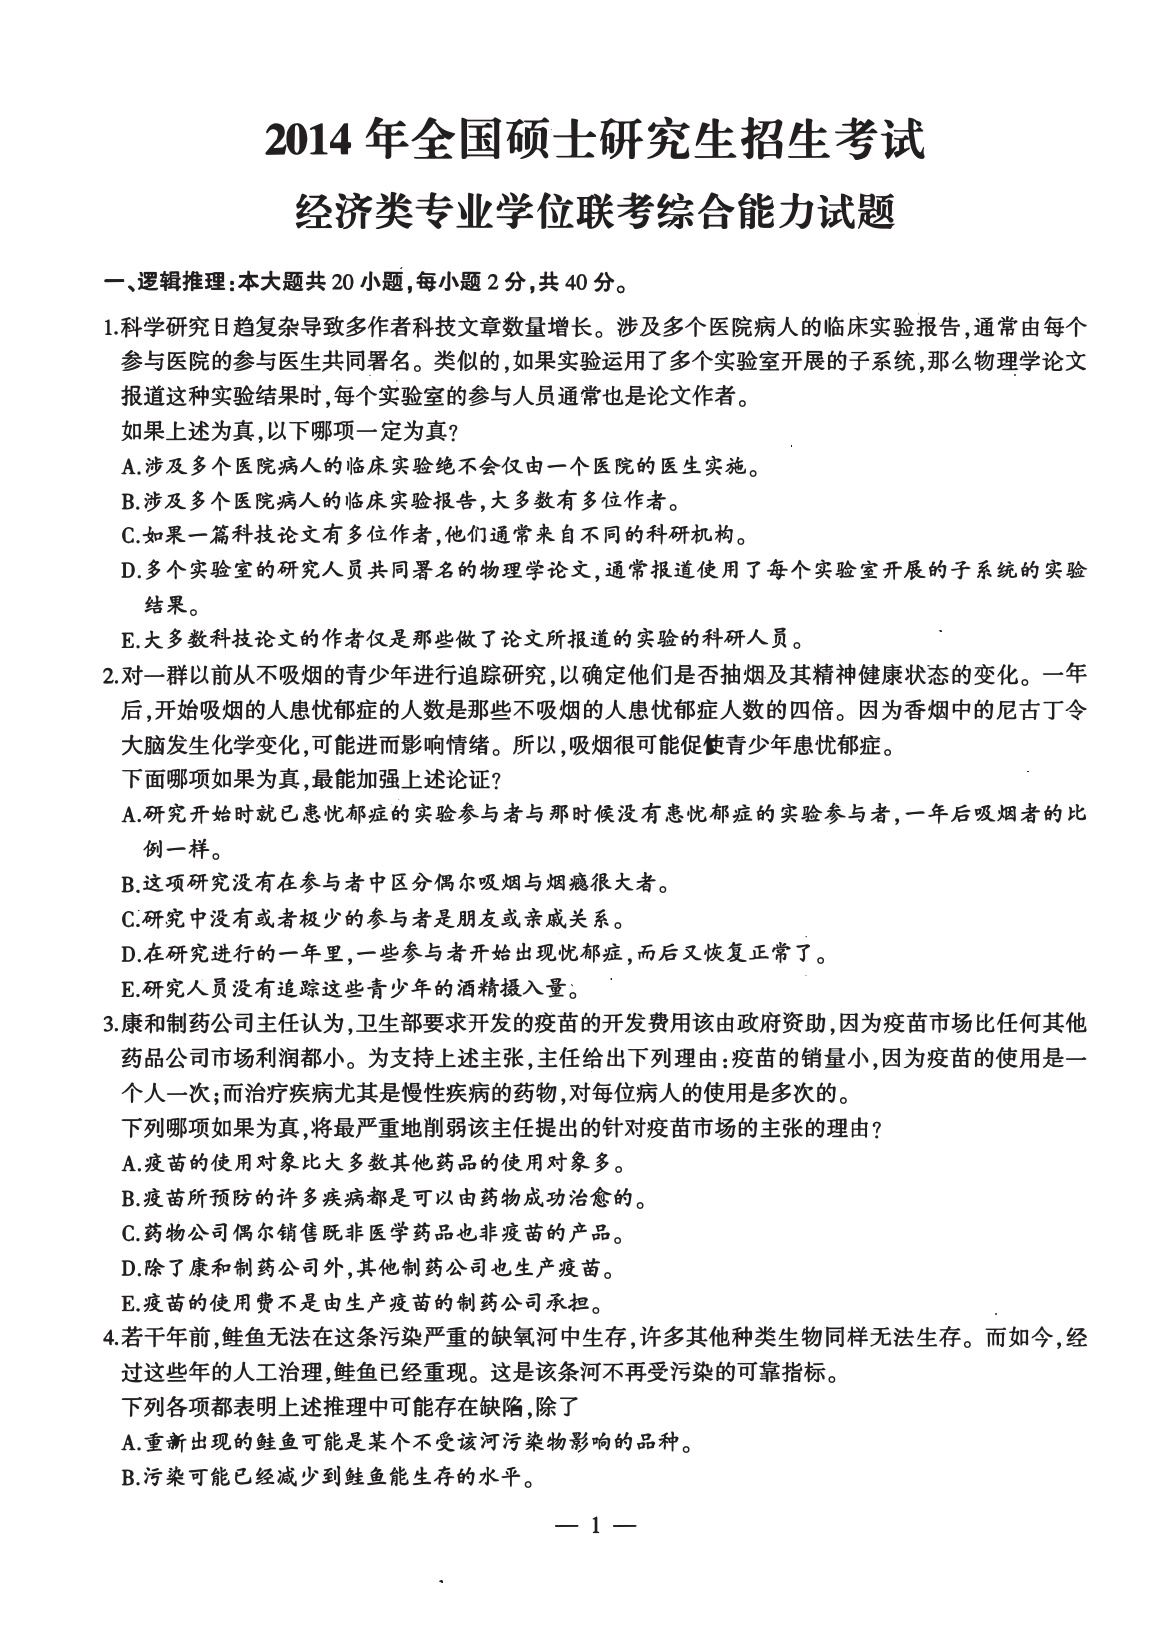 2014 年全国硕士研究生招生考试
经济类专业学位联考综合能力试题
一、逻辑推理:本大题共 20 小题,每小题 2 分,共 40 分。
1.科学研究日趋复杂导致多作者科技文章数量增长。涉及多个医院病人的临床实验报告,通常由每个
参与医院的参与医生共同署名。类似的,如果实验运用了多个实验室开展的子系统,那么物理学论文
报道这种实验结果时,每个实验室的参与人员通常也是论文作者。
如果上述为真,以下哪项一定为真?
A.涉及多个医院病人的临床实验绝不会仅由一个医院的医生实施。
B.涉及多个医院病人的临床实验报告,大多数有多位作者。
C.如果一篇科技论文有多位作者,他们通常来自不同的科研机构。
D.多个实验室的研究人员共同署名的物理学论文,通常报道使用了每个实验室开展的子系统的实验
结果。
E.大多数科技论文的作者仅是那些做了论文所报道的实验的科研人员。
2.对一群以前从不吸烟的青少年进行追踪研究,以确定他们是否抽烟及其精神健康状态的变化。一年
后,开始吸烟的人患忧郁症的人数是那些不吸烟的人患忧郁症人数的四倍。因为香烟中的尼古丁令
大脑发生化学变化,可能进而影响情绪。所以,吸烟很可能促使青少年患忧郁症。
下面哪项如果为真,最能加强上述论证?
A.研究开始时就已患忧郁症的实验参与者与那时候没有患忧郁症的实验参与者,一年后吸烟者的比
例一样。
B.这项研究没有在参与者中区分偶尔吸烟与烟瘾很大者。
C.研究中没有或者极少的参与者是朋友或亲戚关系。
D.在研究进行的一年里,一些参与者开始出现忧郁症,而后又恢复正常了。
E.研究人员没有追踪这些青少年的酒精摄入量。
3.康和制药公司主任认为,卫生部要求开发的疫苗的开发费用该由政府资助,因为疫苗市场比任何其他
药品公司市场利润都小。为支持上述主张,主任给出下列理由:疫苗的销量小,因为疫苗的使用是一
个人一次;而治疗疾病尤其是慢性疾病的药物,对每位病人的使用是多次的。
下列哪项如果为真,将最严重地削弱该主任提出的针对疫苗市场的主张的理由?
A.疫苗的使用对象比大多数其他药品的使用对象多。
B.疫苗所预防的许多疾病都是可以由药物成功治愈的。
C.药物公司偶尔销售既非医学药品也非疫苗的产品。
D.除了康和制药公司外,其他制药公司也生产疫苗。
E.疫苗的使用费不是由生产疫苗的制药公司承担。
4.若干年前,鲑鱼无法在这条污染严重的缺氧河中生存,许多其他种类生物同样无法生存。而如今,经
过这些年的人工治理,鲑鱼已经重现。这是该条河不再受污染的可靠指标。
下列各项都表明上述推理中可能存在缺陷,除了
A.重新出现的鲑鱼可能是某个不受该河污染物影响的品种。
B.污染可能已经减少到鲑鱼能生存的水平。
— 1 —